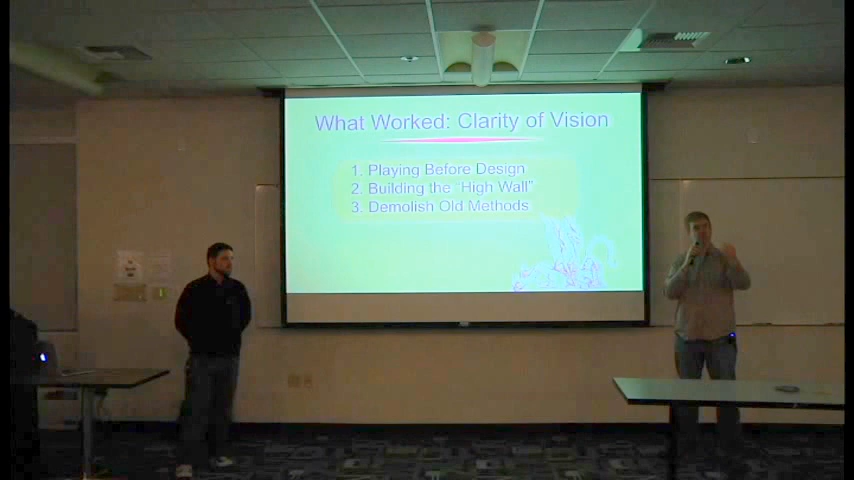 What Worked: Clarity of Vision
1. Playing Before Design
2. Building the "High Wall"
3. Demolish Old Methods